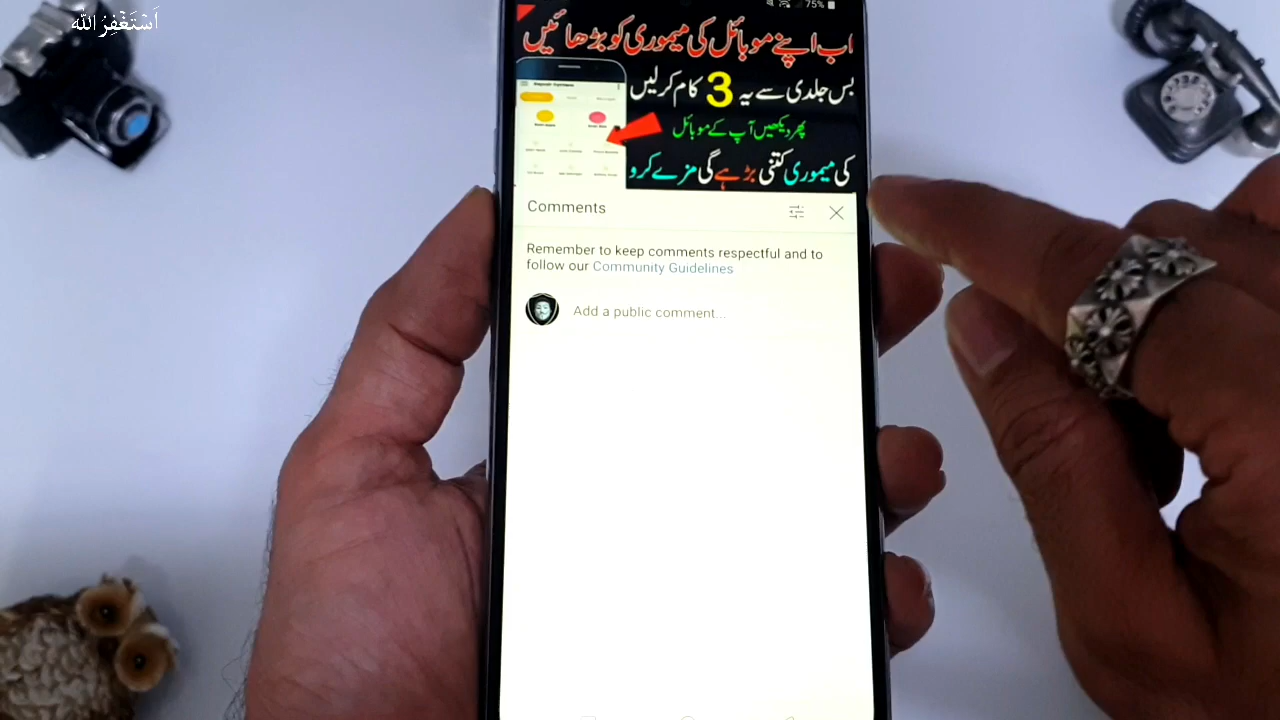 اَسْتَغْفِرُالله
75%
اب اپنے موبائل کی میموری کو بڑھائیں
بس جلدی سے یہ 3 کام کرلیں
پھر دیکھیں آپ کے موبائل
کی میموری کتنی بڑھے گی مزے کرو
Comments
Remember to keep comments respectful and to
follow our Community Guidelines
Add a public comment...